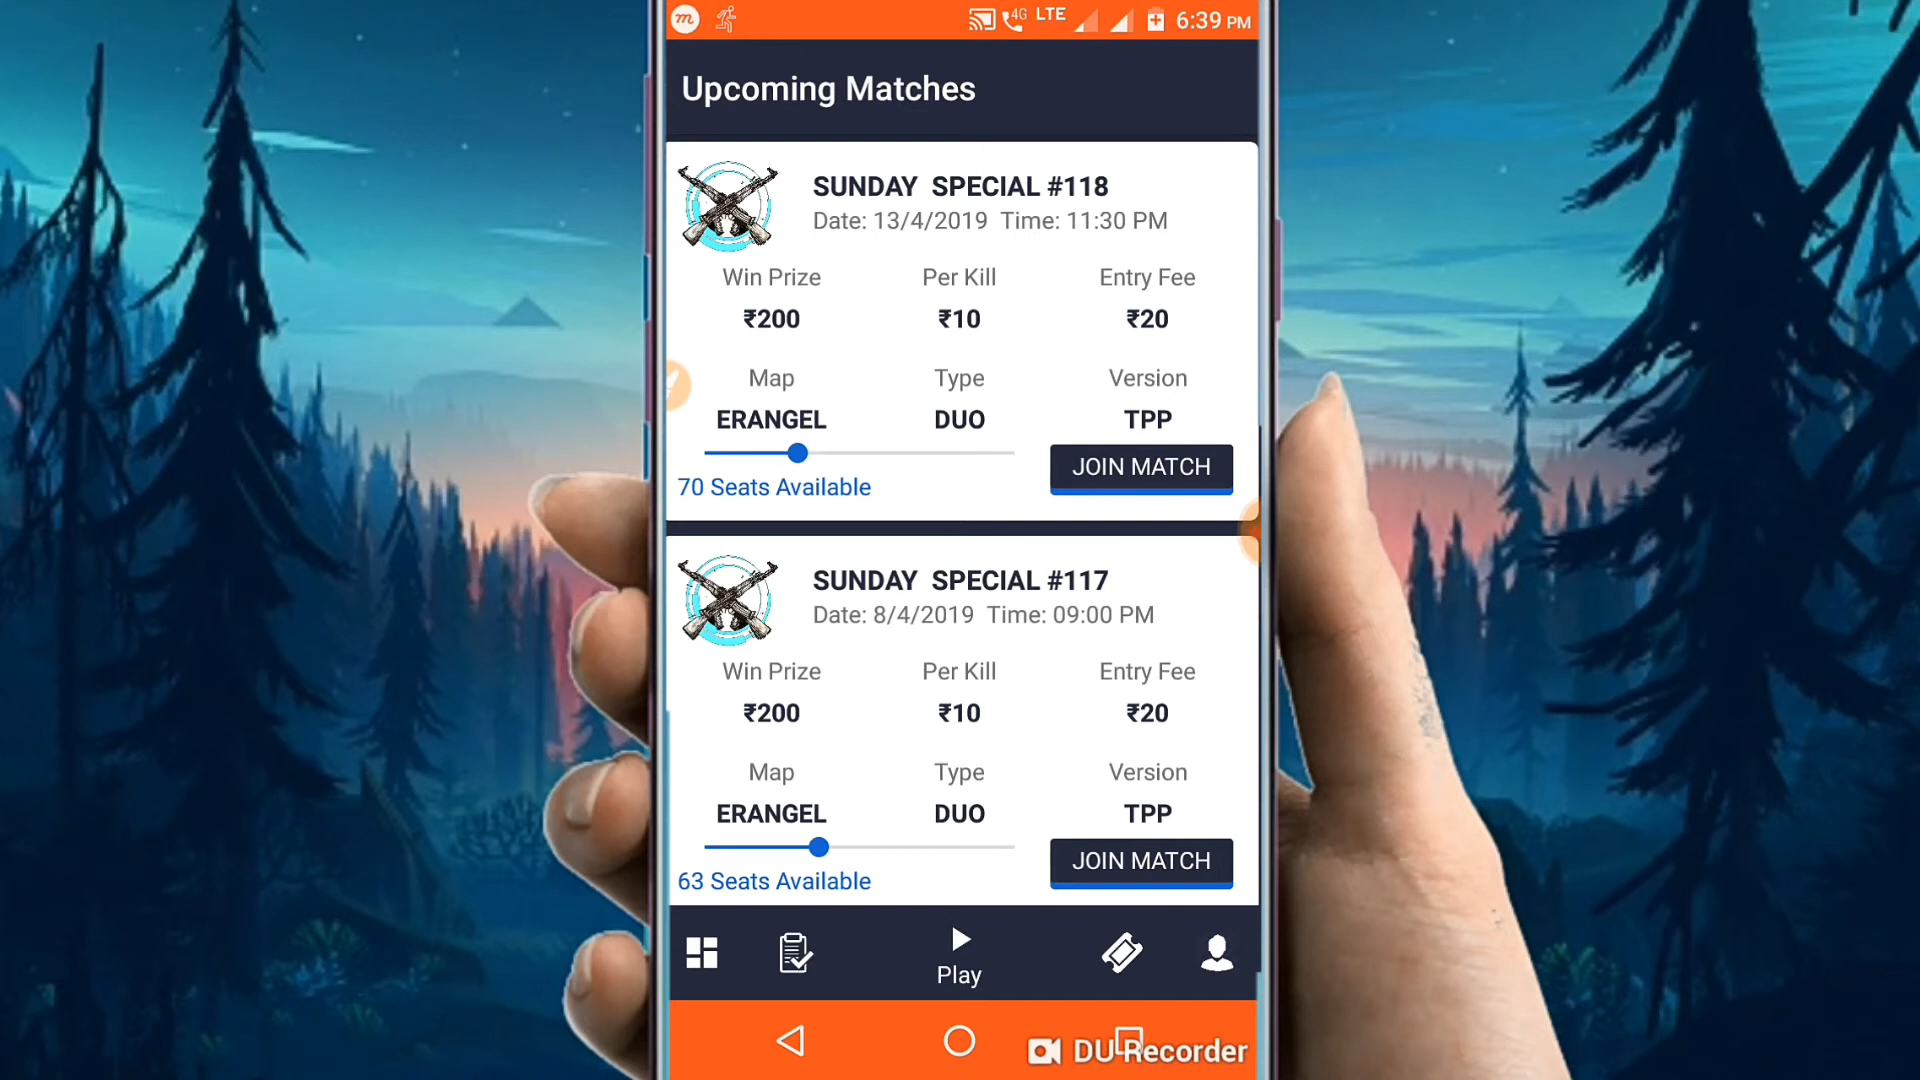 m 4G LTE 6:39 PM
Upcoming Matches
SUNDAY SPECIAL #118
Date: 13/4/2019 Time: 11:30 PM
Win Prize Per Kill Entry Fee
₹200 ₹10 ₹20
Map Type Version
ERANGEL DUO TPP
JOIN MATCH
70 Seats Available
SUNDAY SPECIAL #117
Date: 8/4/2019 Time: 09:00 PM
Win Prize Per Kill Entry Fee
₹200 ₹10 ₹20
Map Type Version
ERANGEL DUO TPP
JOIN MATCH
63 Seats Available
Play
DU Recorder